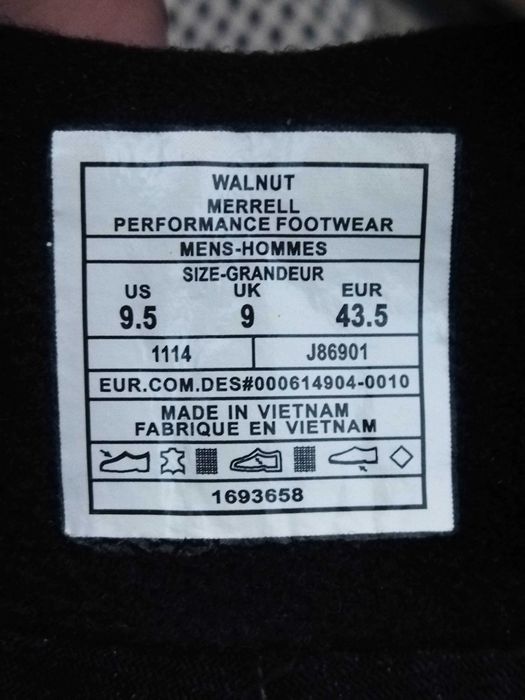 WALNUT
MERRELL
PERFORMANCE FOOTWEAR
MENS-HOMMES
SIZE-GRANDEUR
US UK EUR
9.5 9 43.5
1114 J86901
EUR.COM.DES#000614904-0010
MADE IN VIETNAM
FABRIQUE EN VIETNAM
1693658